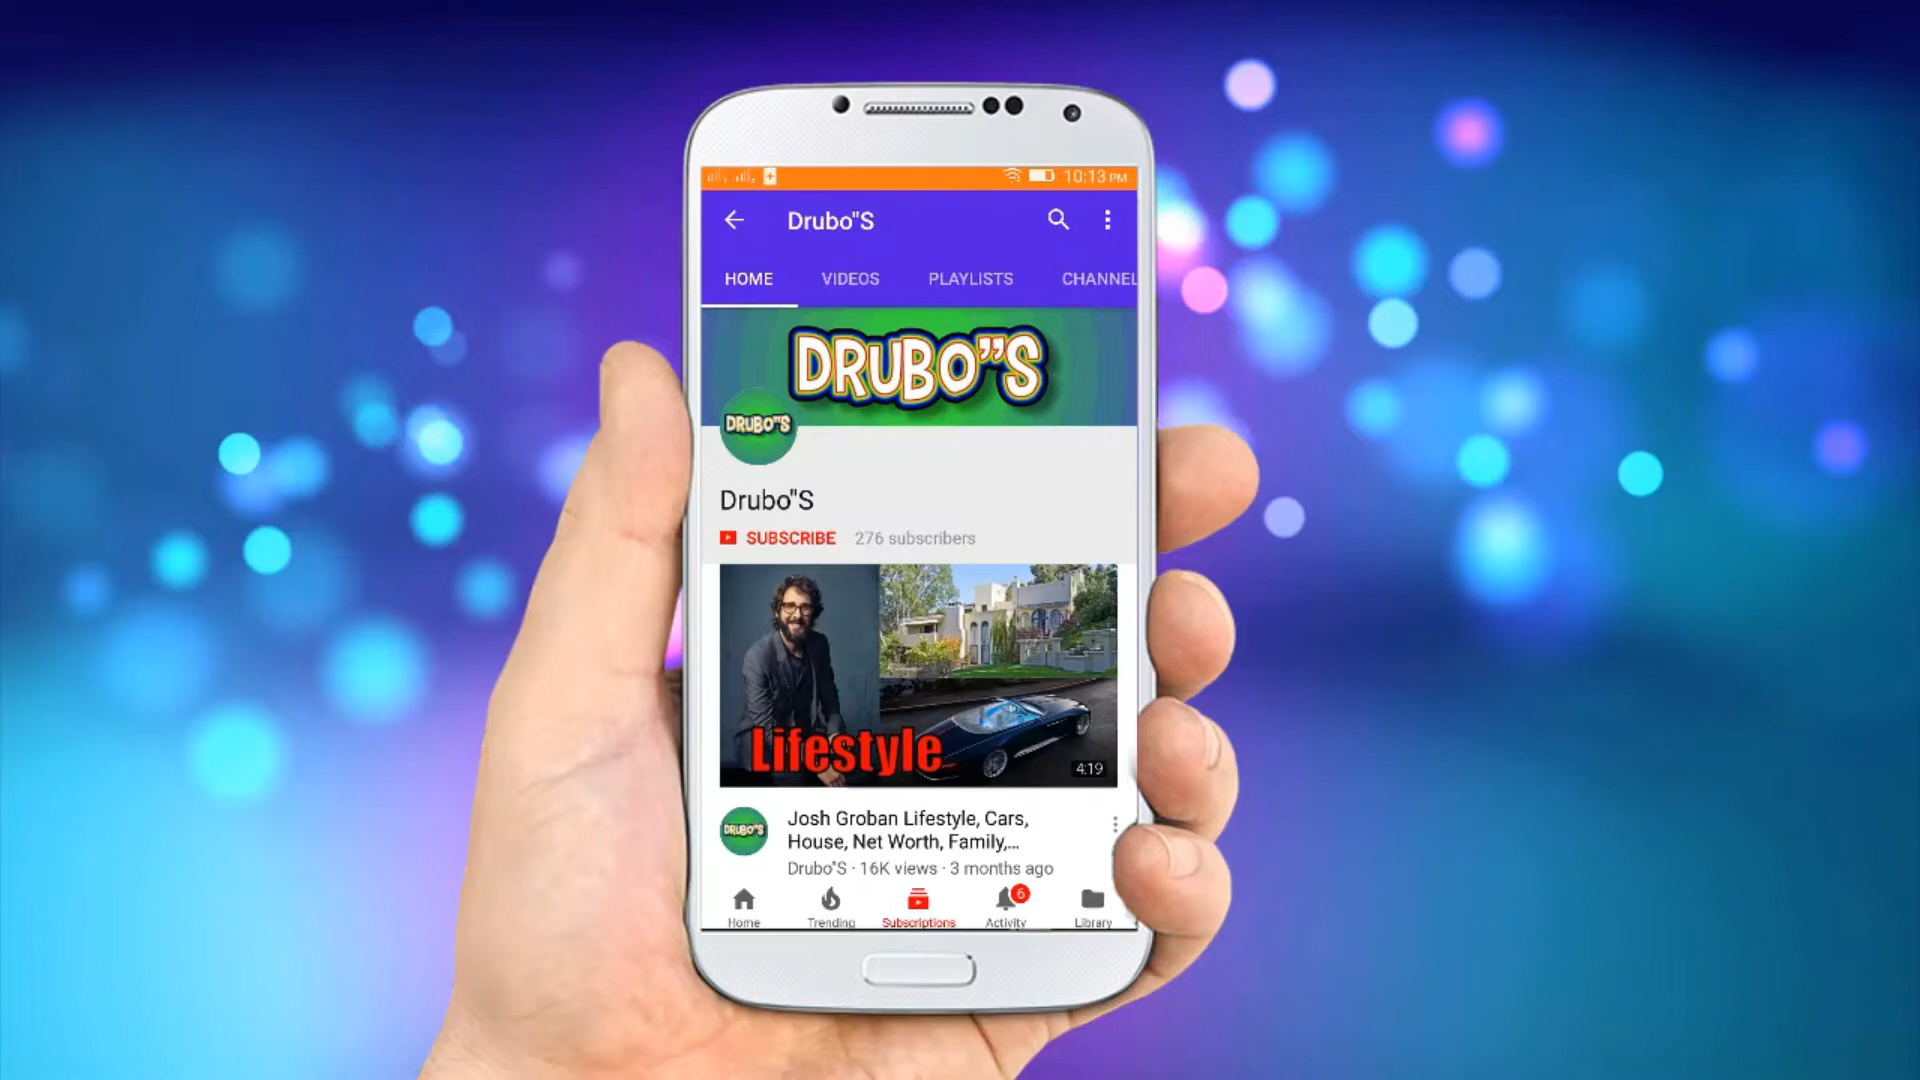 10:13 PM
Drubo"S
HOME VIDEOS PLAYLISTS CHANNEL
DRUBO"S
DRUBO"S
Drubo"S
SUBSCRIBE 276 subscribers
Lifestyle
4:19
DRUBO"S
Josh Groban Lifestyle, Cars,
House, Net Worth, Family,...
Drubo"S · 16K views · 3 months ago
6
Home Trending Subscriptions Activity Library